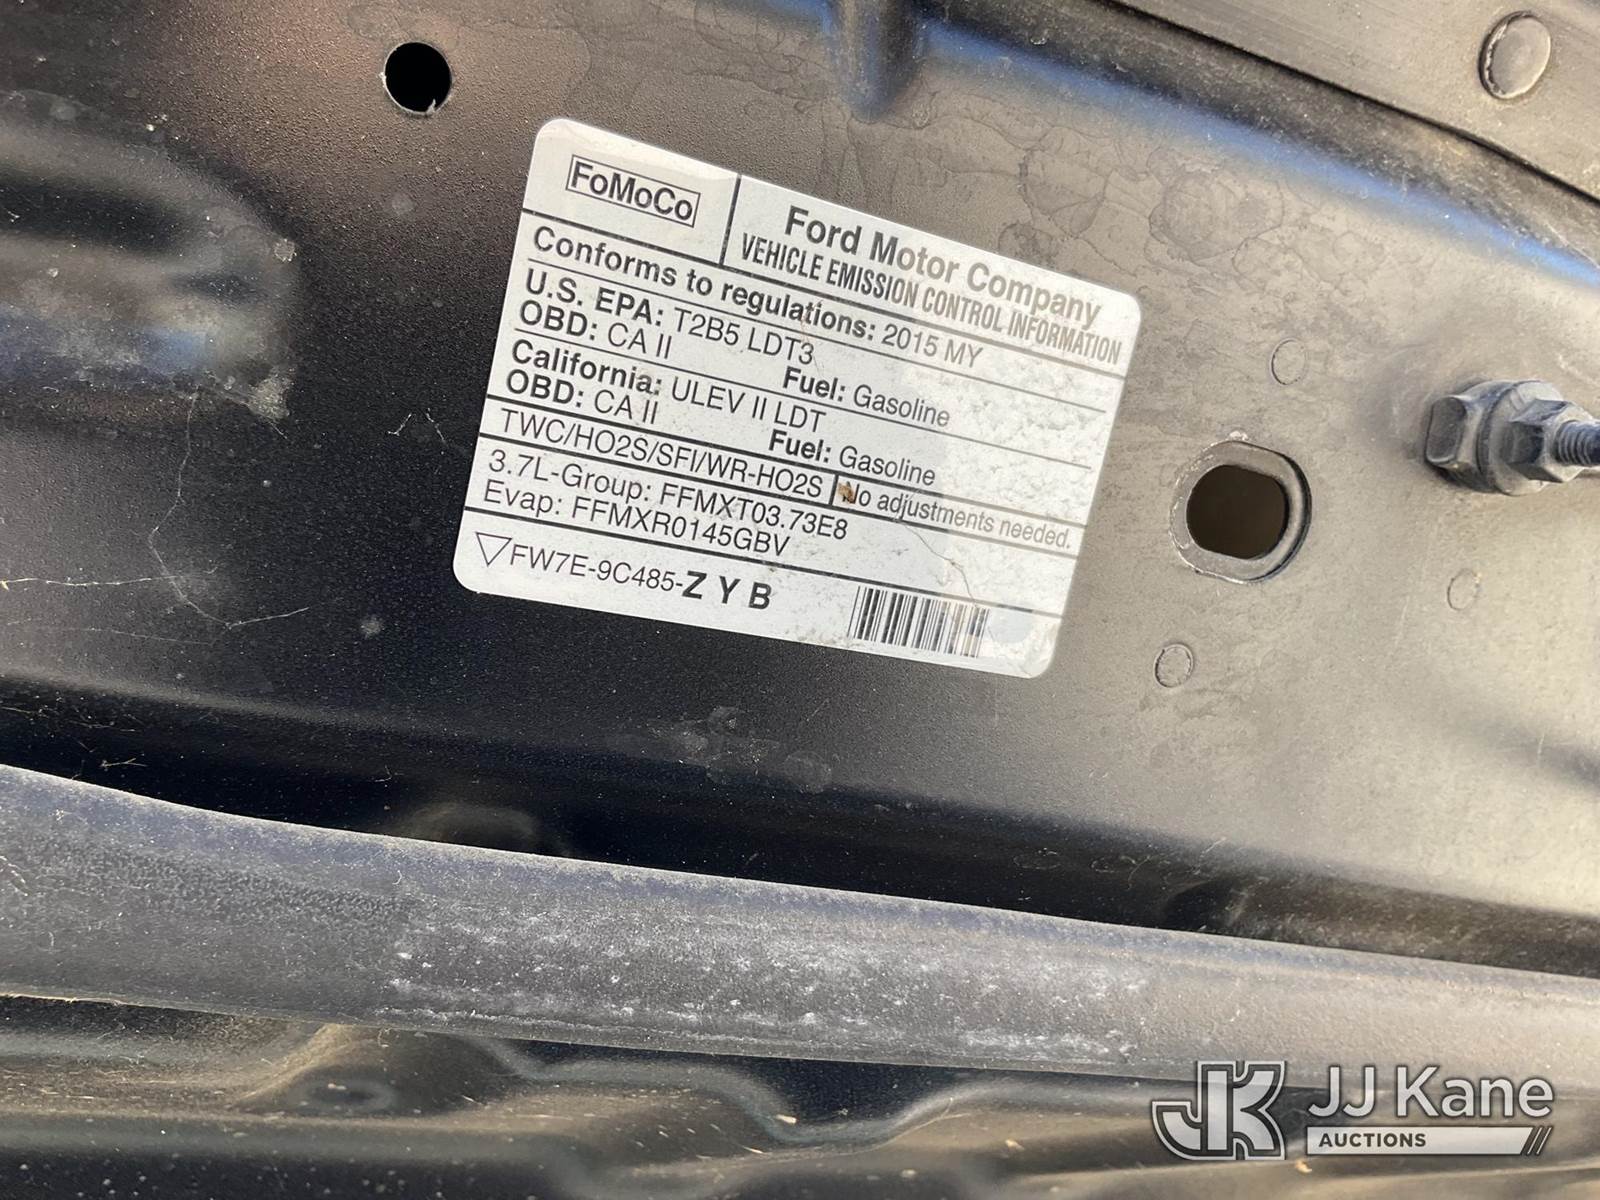 FoMoCo
Ford Motor Company
VEHICLE EMISSION CONTROL INFORMATION
Conforms to regulations: 2015 MY
U.S. EPA: T2B5 LDT3
OBD: CA II Fuel: Gasoline
California: ULEV II LDT
OBD: CA II Fuel: Gasoline
TWC/HO2S/SFI/WR-HO2S No adjustments needed.
3.7L-Group: FFMXT03.73E8
Evap: FFMXR0145GBV
FW7E-9C485-Z Y B
JK JJ Kane
AUCTIONS